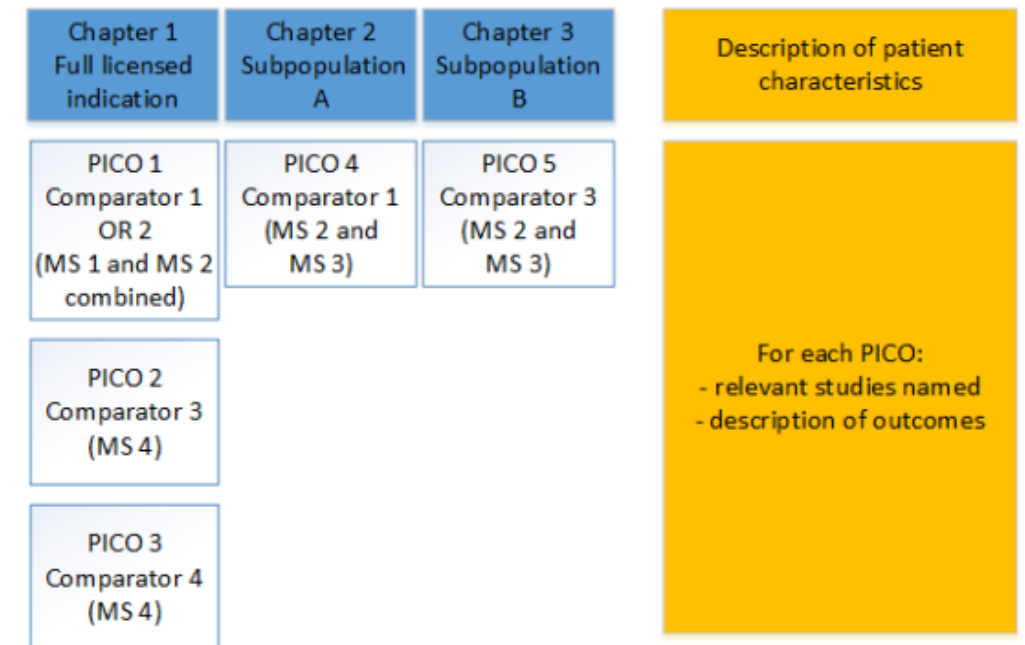 Chapter 1
Full licensed
indication
Chapter 2
Subpopulation
A
Chapter 3
Subpopulation
B
Description of patient
characteristics
PICO 1
Comparator 1
OR 2
(MS 1 and MS 2
combined)
PICO 4
Comparator 1
(MS 2 and
MS 3)
PICO 5
Comparator 3
(MS 2 and
MS 3)
PICO 2
Comparator 3
(MS 4)
PICO 3
Comparator 4
(MS 4)
For each PICO:
- relevant studies named
- description of outcomes